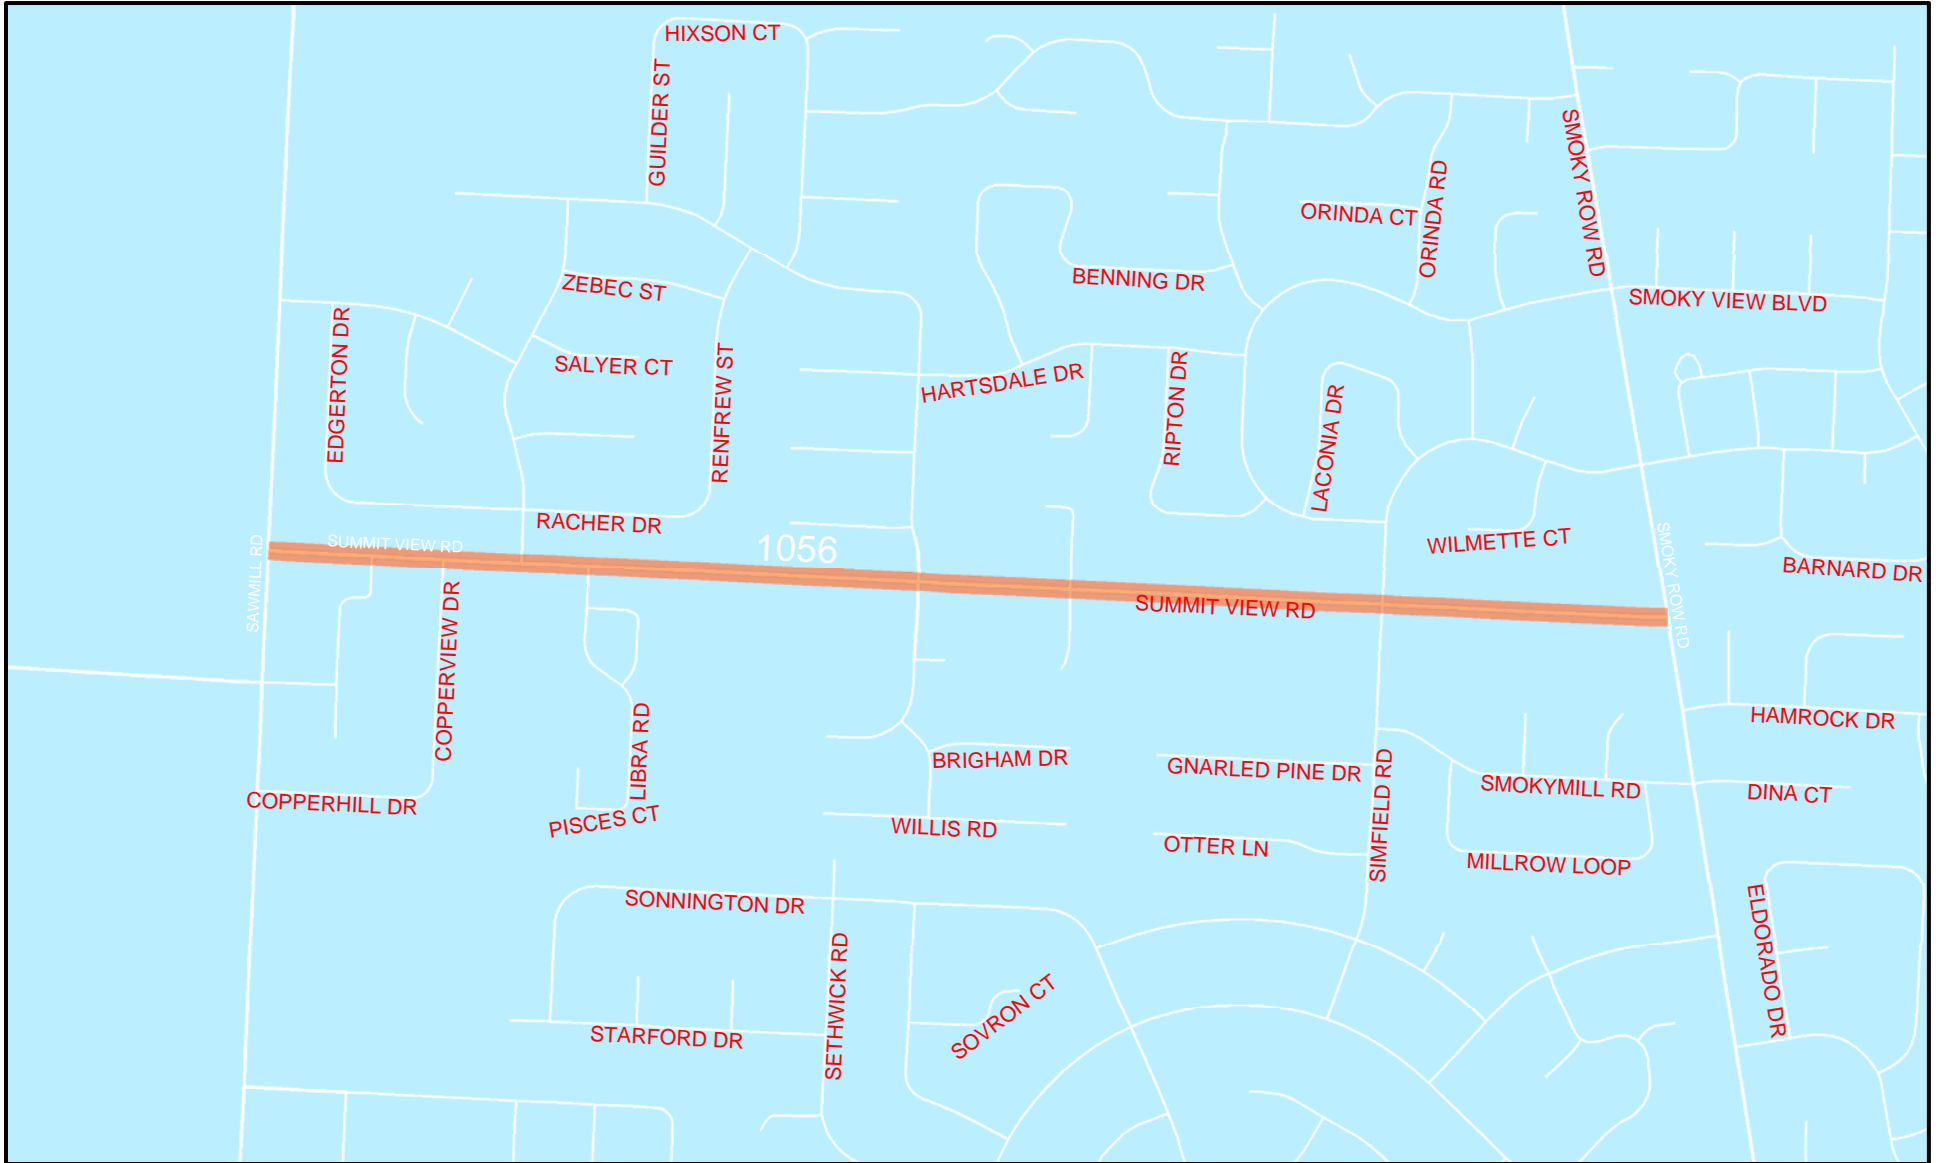 HIXSON CT
GUILDER ST
SMOKY ROW RD
ORINDA RD
ORINDA CT
BENNING DR
ZEBEC ST
SMOKY VIEW BLVD
EDGERTON DR
SALYER CT
RENFREW ST
HARTSDALE DR
RIPTON DR
LACONIA DR
RACHER DR
WILMETTE CT
SUMMIT VIEW RD
1056
SAWMILL RD
SMOKY ROW RD
BARNARD DR
SUMMIT VIEW RD
COPPERVIEW DR
LIBRA RD
HAMROCK DR
BRIGHAM DR
GNARLED PINE DR
SIMFIELD RD
SMOKYMILL RD
DINA CT
COPPERHILL DR
PISCES CT
WILLIS RD
OTTER LN
MILLROW LOOP
SONNINGTON DR
ELDORADO DR
SETHWICK RD
SOVRON CT
STARFORD DR